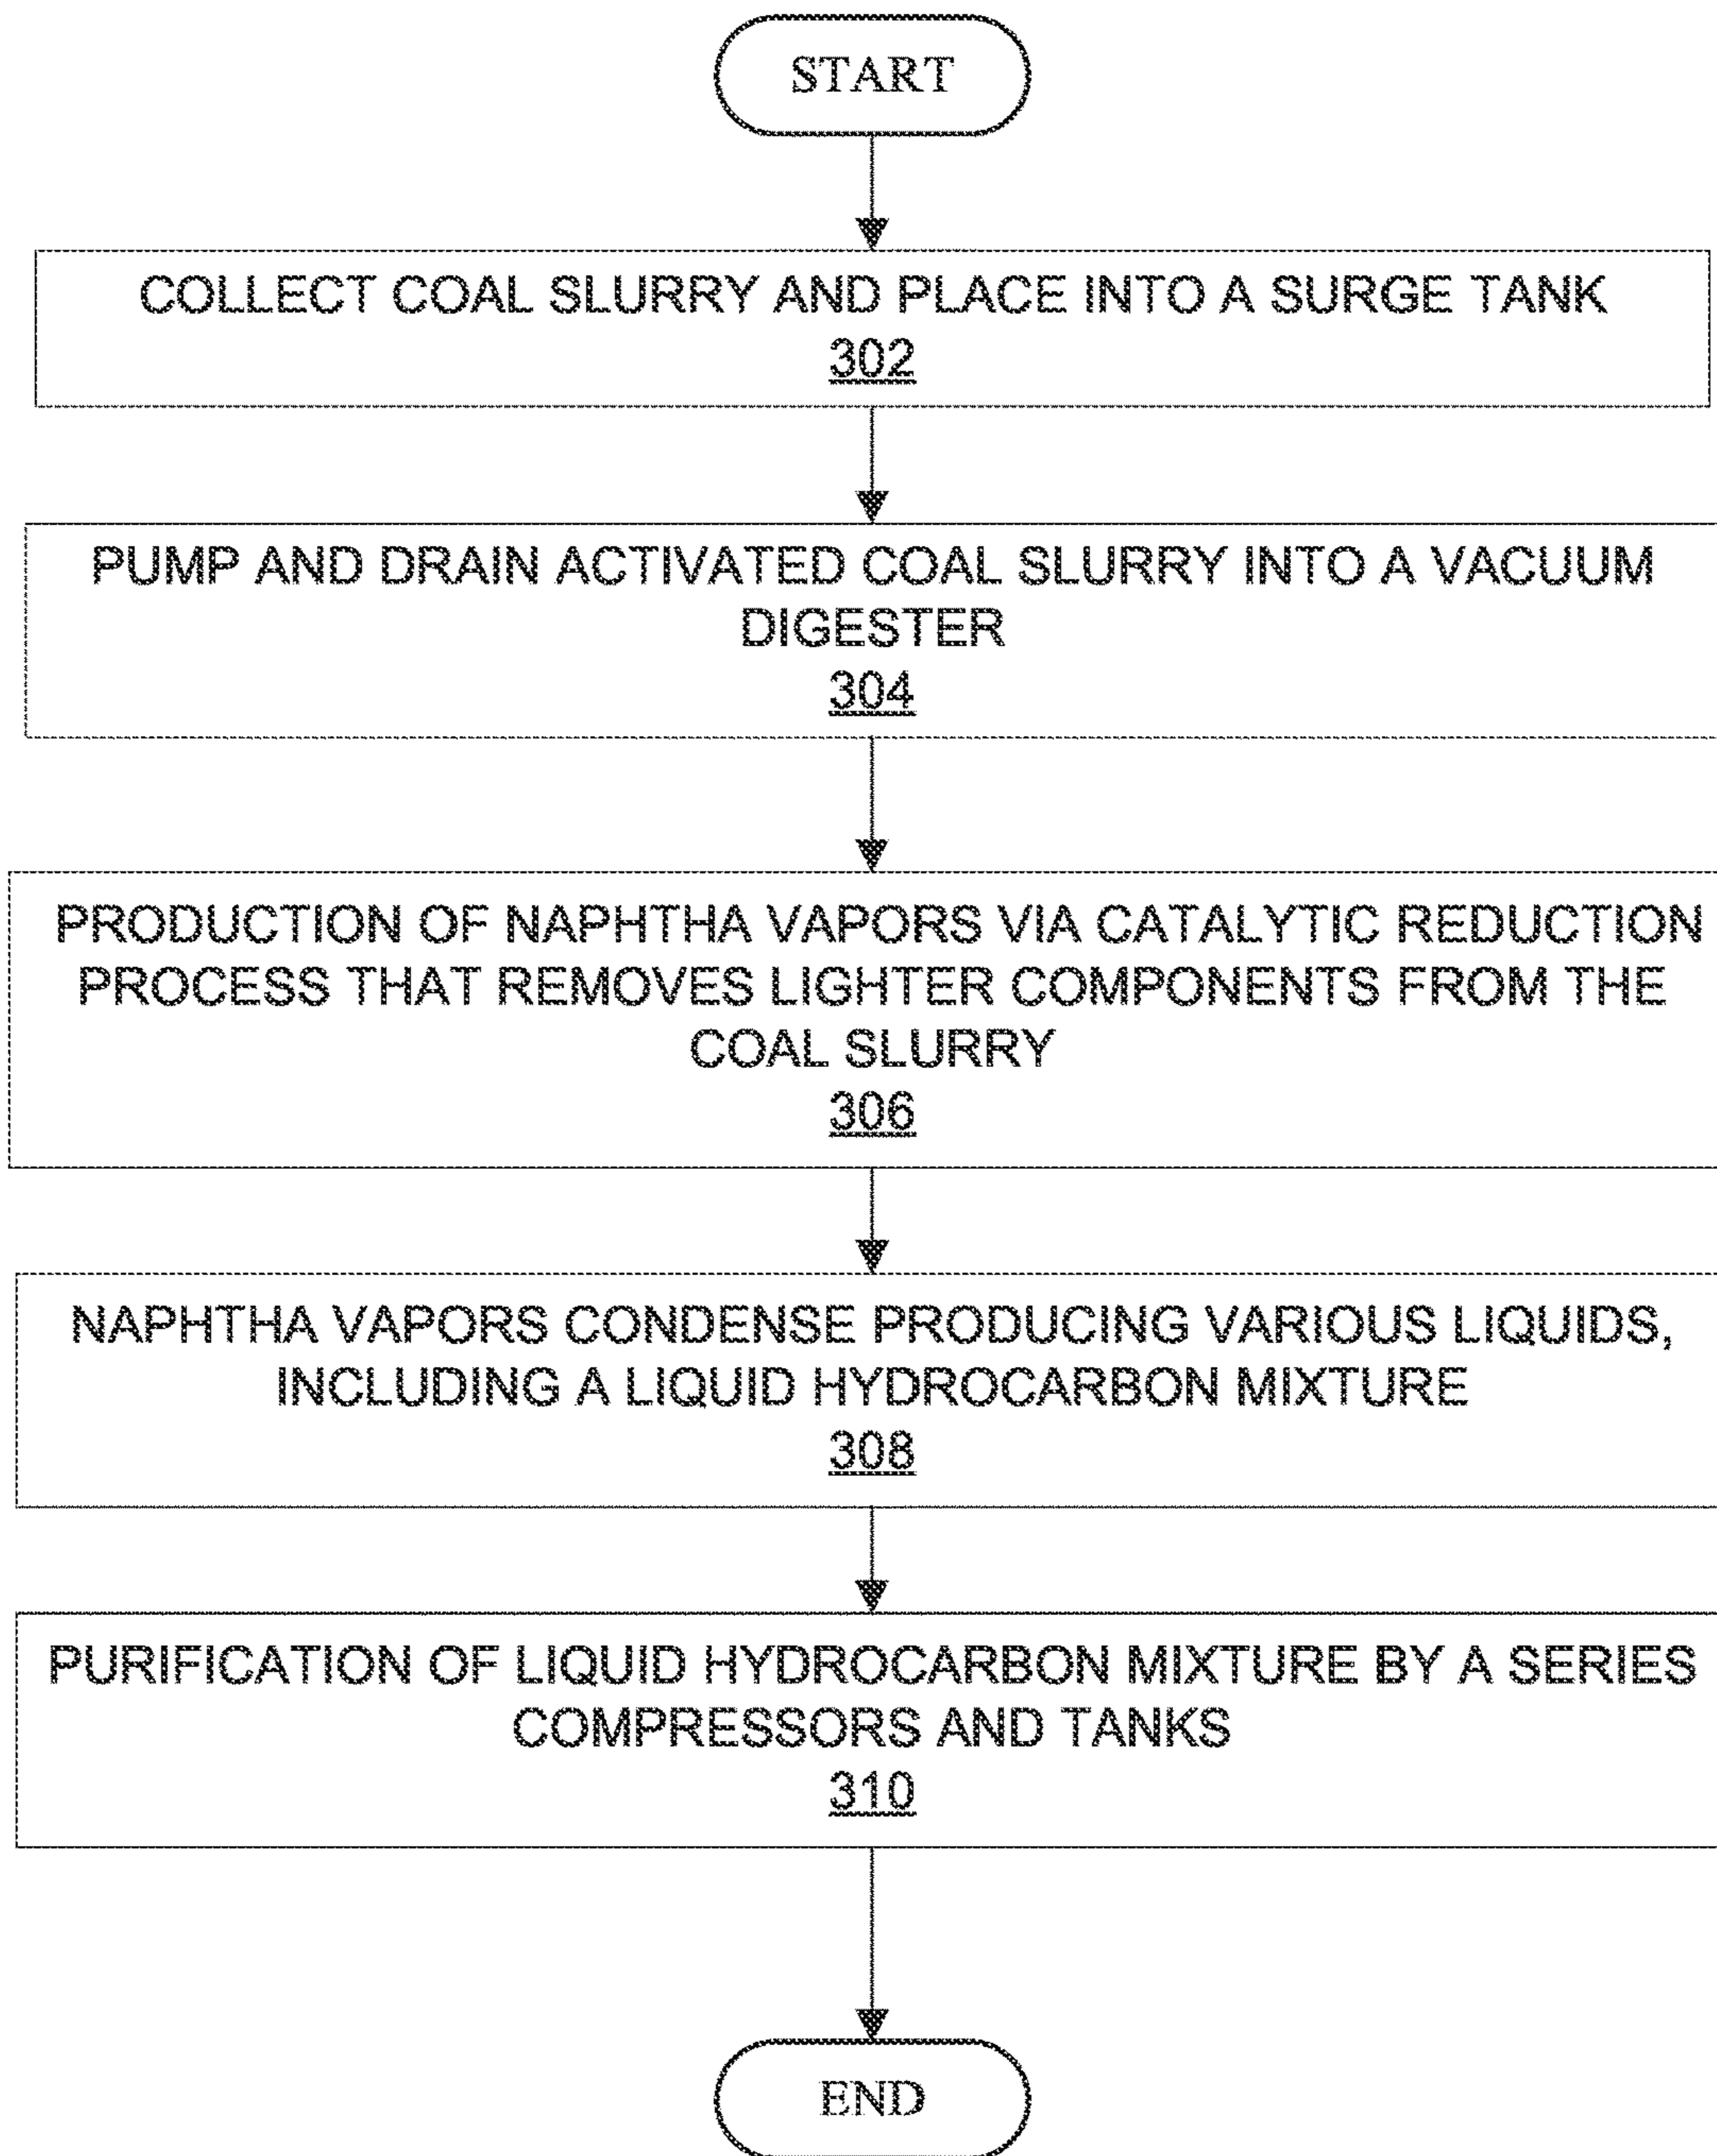 START
COLLECT COAL SLURRY AND PLACE INTO A SURGE TANK
302
PUMP AND DRAIN ACTIVATED COAL SLURRY INTO A VACUUM
DIGESTER
304
PRODUCTION OF NAPHTHA VAPORS VIA CATALYTIC REDUCTION
PROCESS THAT REMOVES LIGHTER COMPONENTS FROM THE
COAL SLURRY
306
NAPHTHA VAPORS CONDENSE PRODUCING VARIOUS LIQUIDS,
INCLUDING A LIQUID HYDROCARBON MIXTURE
308
PURIFICATION OF LIQUID HYDROCARBON MIXTURE BY A SERIES
COMPRESSORS AND TANKS
310
END